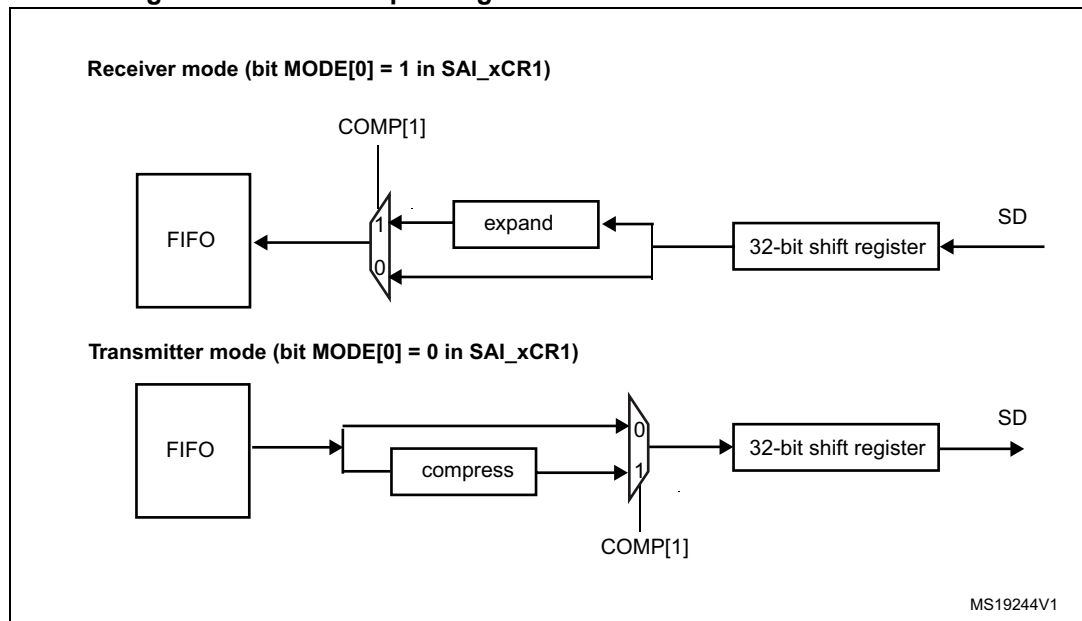 Receiver mode (bit MODE[0] = 1 in SAI_xCR1)
COMP[1]
FIFO
1
0
expand
32-bit shift register
SD
Transmitter mode (bit MODE[0] = 0 in SAI_xCR1)
FIFO
compress
0
1
32-bit shift register
SD
COMP[1]
MS19244V1